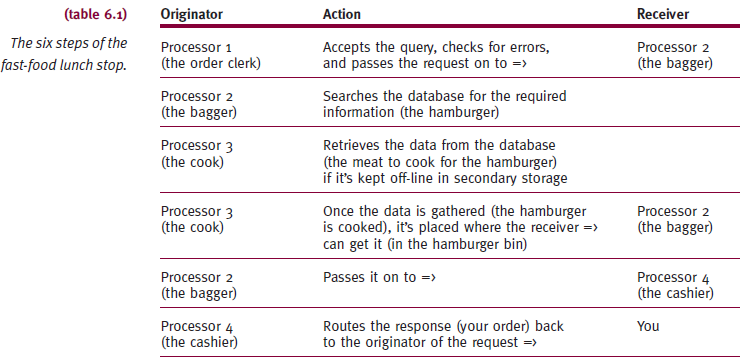 (table 6.1)
The six steps of the
fast-food lunch stop.
Originator Action Receiver
Processor 1 Accepts the query, checks for errors, Processor 2
(the order clerk) and passes the request on to => (the bagger)
Processor 2 Searches the database for the required
(the bagger) information (the hamburger)
Processor 3 Retrieves the data from the database
(the cook) (the meat to cook for the hamburger)
if it's kept off-line in secondary storage
Processor 3 Once the data is gathered (the hamburger Processor 2
(the cook) is cooked), it's placed where the receiver => (the bagger)
can get it (in the hamburger bin)
Processor 2 Passes it on to => Processor 4
(the bagger) (the cashier)
Processor 4 Routes the response (your order) back You
(the cashier) to the originator of the request =>